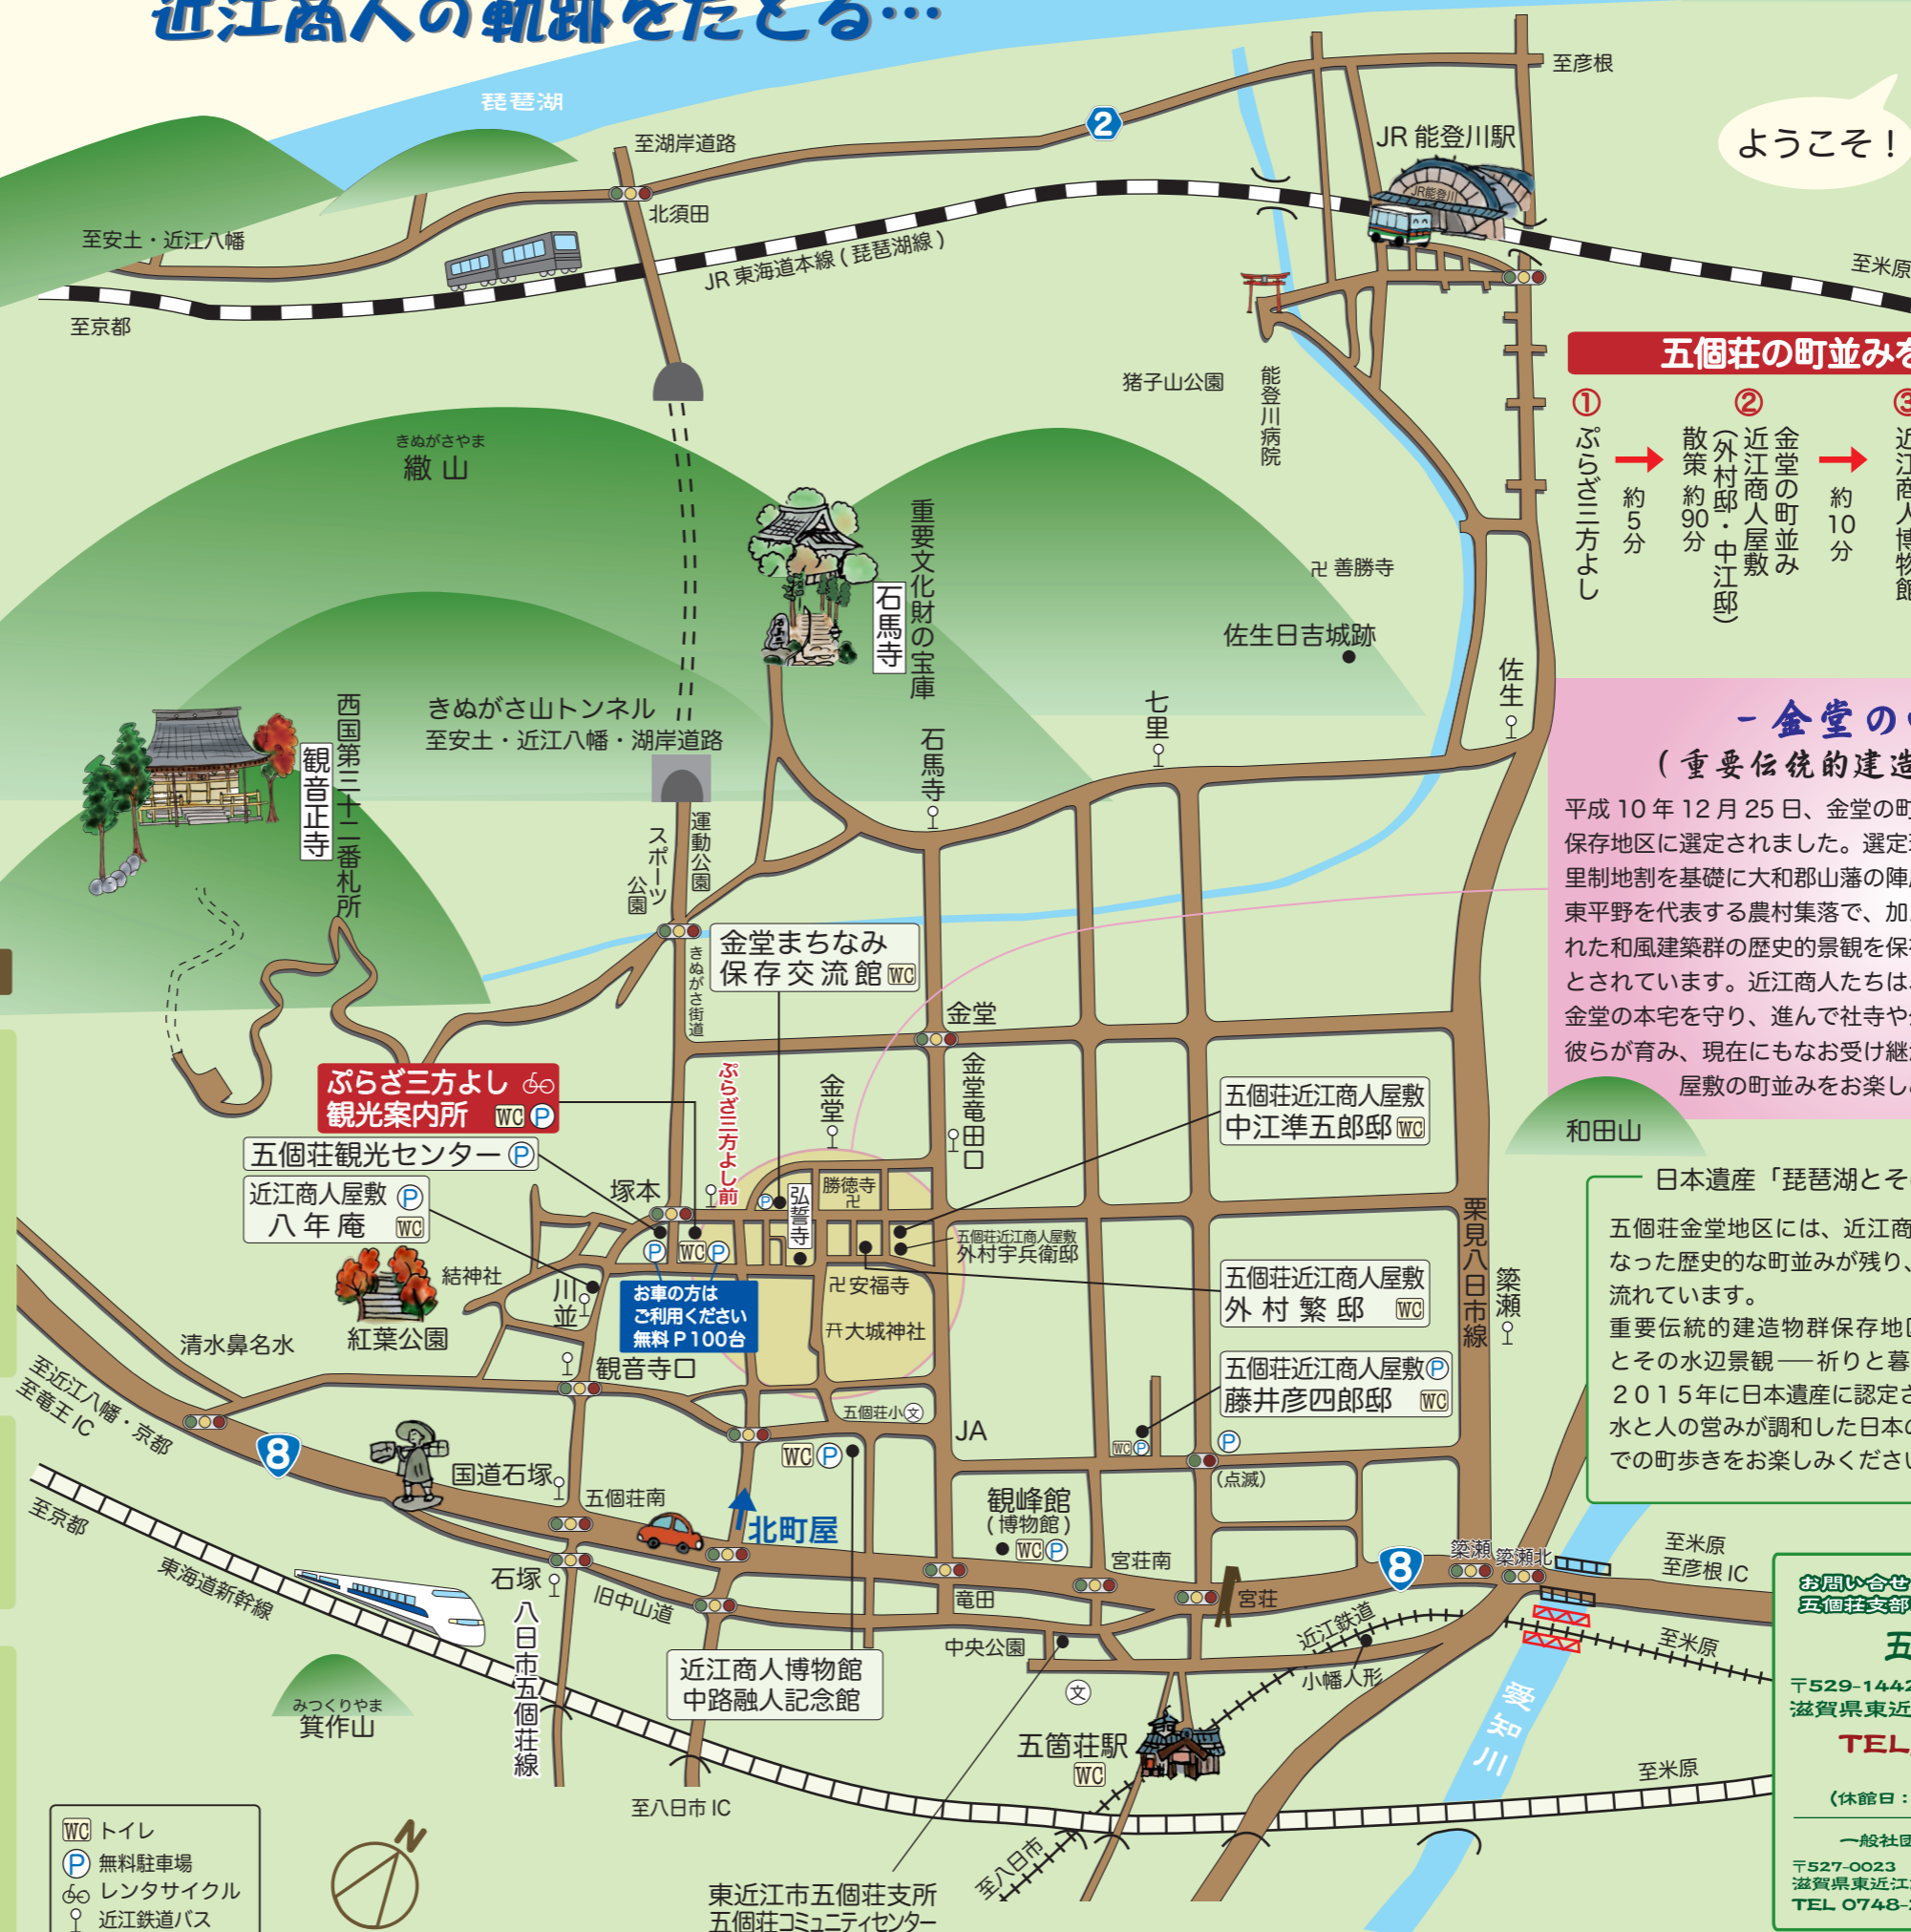 近江商人の軌跡をたどる…
琵琶湖
至湖岸道路
2
至彦根
JR 能登川駅
JR能登川
ようこそ！
北須田
至安土・近江八幡
JR 東海道本線 ( 琵琶湖線 )
至京都
至米原
猪子山公園
能登川病院
五個荘の町並みを
①
ぷらざ三方よし
約5分
②
金堂の町並み
近江商人屋敷
（外村邸・中江邸）
散策 約90分
約10分
③
近江商人博物館
きぬがさやま
繖 山
重要文化財の宝庫
石馬寺
卍 善勝寺
佐生日吉城跡
佐生
七里
石馬寺
きぬがさ山トンネル
至安土・近江八幡・湖岸道路
西国第三十二番札所
観音正寺
運動公園
スポーツ公園
きぬがさ街道
金堂まちなみ
保存交流館 WC
金堂
金堂竜田口
金堂
ぷらざ三方よし前
ぷらざ三方よし
観光案内所 WC P
五個荘観光センター P
近江商人屋敷 P
八年庵 WC
塚本
P
弘誓寺
勝徳寺
卍
五個荘近江商人屋敷
中江準五郎邸 WC
五個荘近江商人屋敷
外村宇兵衛邸
P WC P
お車の方は
ご利用ください
無料 P 100台
卍安福寺
大城神社
五個荘近江商人屋敷
外村繁邸 WC
五個荘近江商人屋敷 P
藤井彦四郎邸 WC
WC P
P
(点滅)
結神社
川並
紅葉公園
清水鼻名水
観音寺口
五個荘小 文
JA
WC P
至近江八幡・京都
至竜王 IC
8
国道石塚
五個荘南
北町屋
観峰館
( 博物館 )
WC P
宮荘南
8
簗瀬
簗瀬北
簗瀬
栗見八日市線
和田山
至米原
至彦根 IC
至京都
東海道新幹線
石塚
旧中山道
竜田
宮荘
中央公園
近江鉄道
小幡人形
至米原
愛知川
八日市五個荘線
近江商人博物館
中路融人記念館
文
みつくりやま
箕作山
五箇荘駅
WC
至八日市 IC
至八日市
至米原
東近江市五個荘支所
五個荘コミュニティセンター
WC トイレ
P 無料駐車場
レンタサイクル
近江鉄道バス
N
- 金堂の
( 重要伝統的建造
平成 10 年 12 月 25 日、金堂の町
保存地区に選定されました。選定
里制地割を基礎に大和郡山藩の陣
東平野を代表する農村集落で、加
れた和風建築群の歴史的景観を保
とされています。近江商人たちは、
金堂の本宅を守り、進んで社寺や
彼らが育み、現在にもなお受け継
屋敷の町並みをお楽し
日本遺産「琵琶湖とそ
五個荘金堂地区には、近江商
なった歴史的な町並みが残り、
流れています。
重要伝統的建造物群保存地区
とその水辺景観 ── 祈りと暮
２０１５年に日本遺産に認定さ
水と人の営みが調和した日本の
での町歩きをお楽しみください
お問い合せ
五個荘支部
五
〒529-1442
滋賀県東近
TEL
(休館日：
一般社団
〒527-0023
滋賀県東近江
TEL 0748-